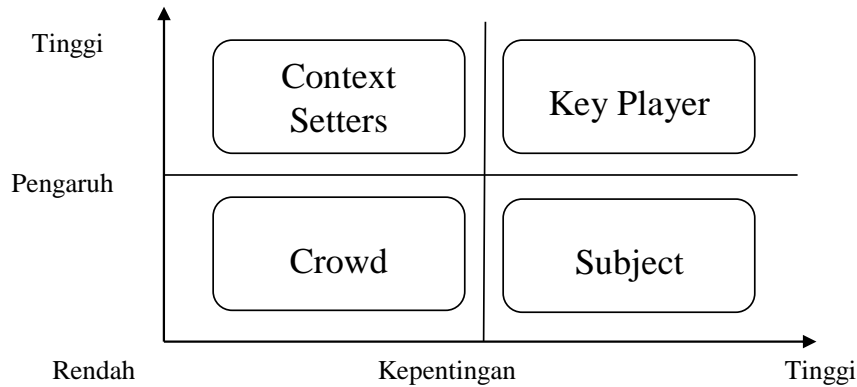 Tinggi
Context
Setters
Key Player
Pengaruh
Crowd
Subject
Rendah
Kepentingan
Tinggi